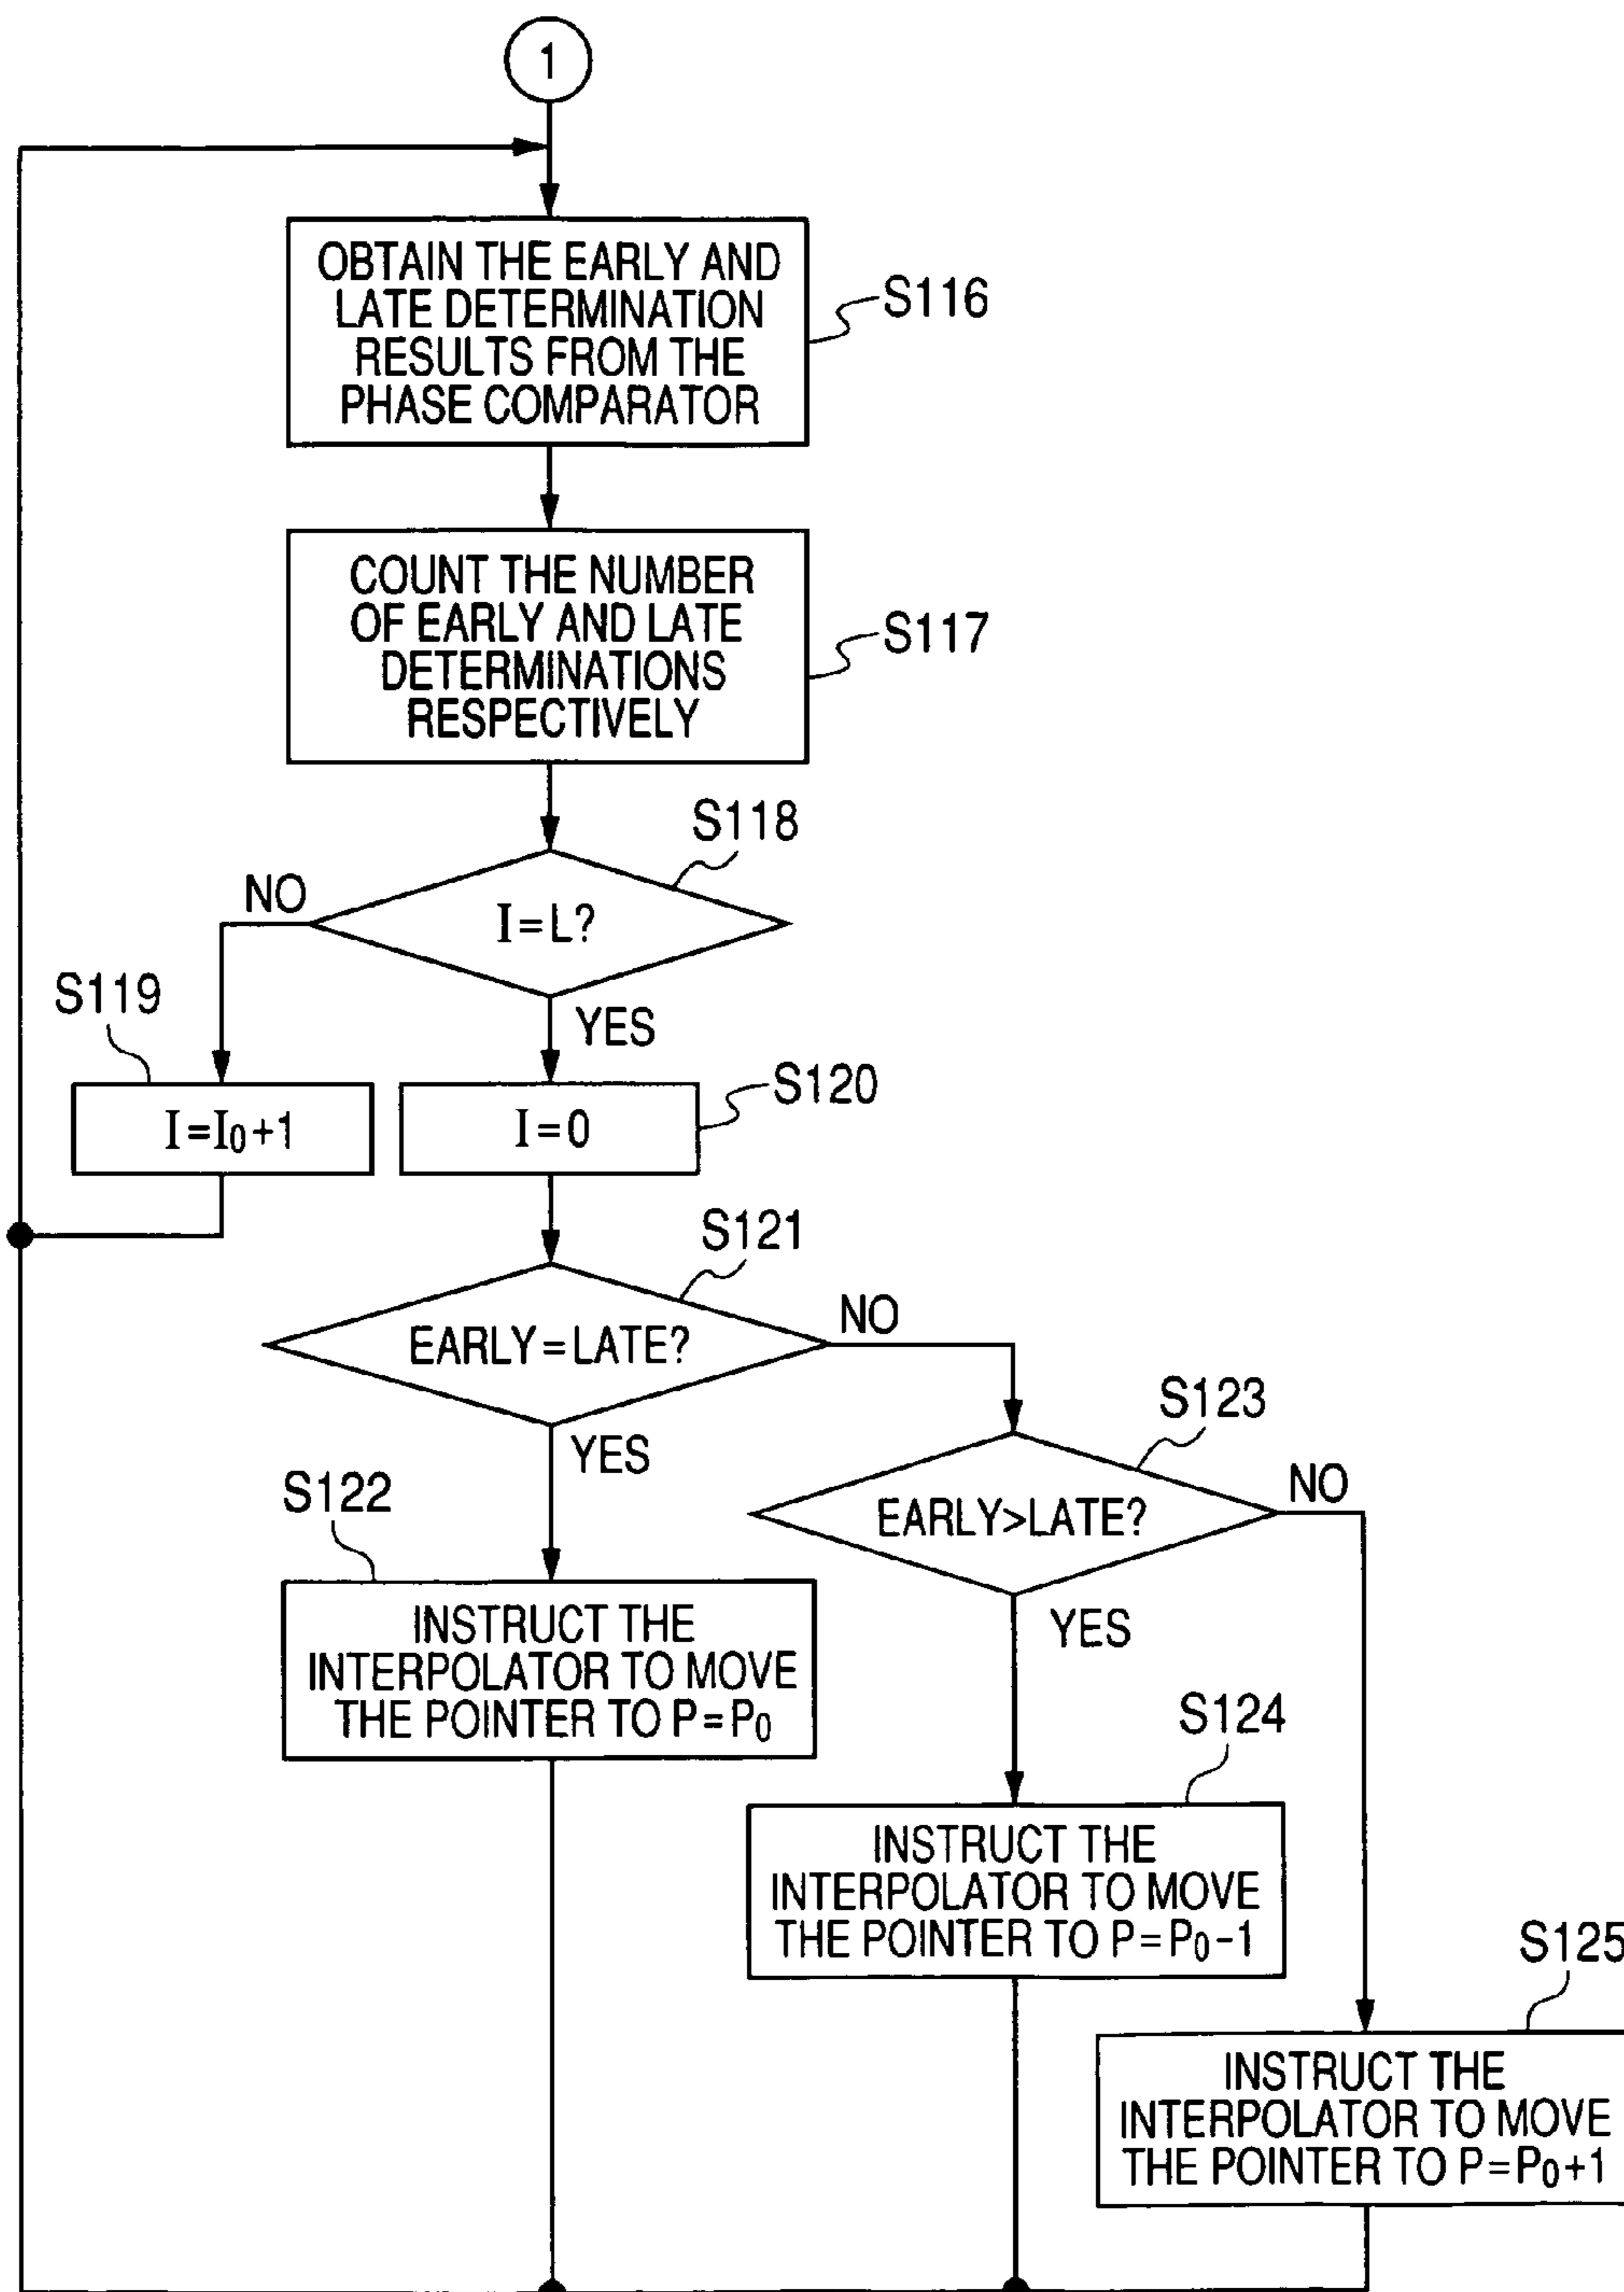 1
OBTAIN THE EARLY AND
LATE DETERMINATION
RESULTS FROM THE
PHASE COMPARATOR
S116
COUNT THE NUMBER
OF EARLY AND LATE
DETERMINATIONS
RESPECTIVELY
S117
S118
NO
I=L?
YES
S119
I=I₀+1
S120
I=0
S121
EARLY=LATE?
NO
YES
S123
EARLY>LATE?
NO
YES
S122
INSTRUCT THE
INTERPOLATOR TO MOVE
THE POINTER TO P=P₀
S124
INSTRUCT THE
INTERPOLATOR TO MOVE
THE POINTER TO P=P₀-1
S125
INSTRUCT THE
INTERPOLATOR TO MOVE
THE POINTER TO P=P₀+1